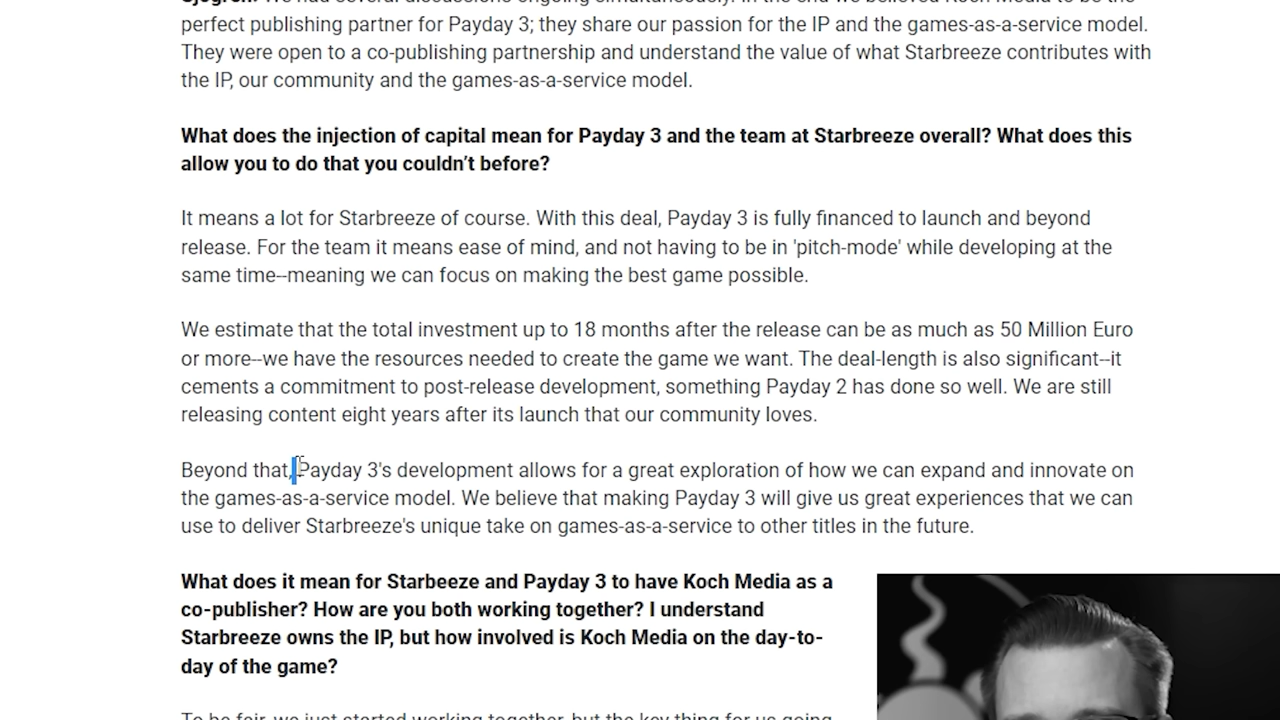 perfect publishing partner for Payday 3; they share our passion for the IP and the games-as-a-service model.
They were open to a co-publishing partnership and understand the value of what Starbreeze contributes with
the IP, our community and the games-as-a-service model.
What does the injection of capital mean for Payday 3 and the team at Starbreeze overall? What does this
allow you to do that you couldn’t before?
It means a lot for Starbreeze of course. With this deal, Payday 3 is fully financed to launch and beyond
release. For the team it means ease of mind, and not having to be in 'pitch-mode' while developing at the
same time--meaning we can focus on making the best game possible.
We estimate that the total investment up to 18 months after the release can be as much as 50 Million Euro
or more--we have the resources needed to create the game we want. The deal-length is also significant--it
cements a commitment to post-release development, something Payday 2 has done so well. We are still
releasing content eight years after its launch that our community loves.
Beyond that, Payday 3's development allows for a great exploration of how we can expand and innovate on
the games-as-a-service model. We believe that making Payday 3 will give us great experiences that we can
use to deliver Starbreeze's unique take on games-as-a-service to other titles in the future.
What does it mean for Starbeeze and Payday 3 to have Koch Media as a
co-publisher? How are you both working together? I understand
Starbreeze owns the IP, but how involved is Koch Media on the day-to-
day of the game?
To be fair, we just started working together, but the key thing for us going